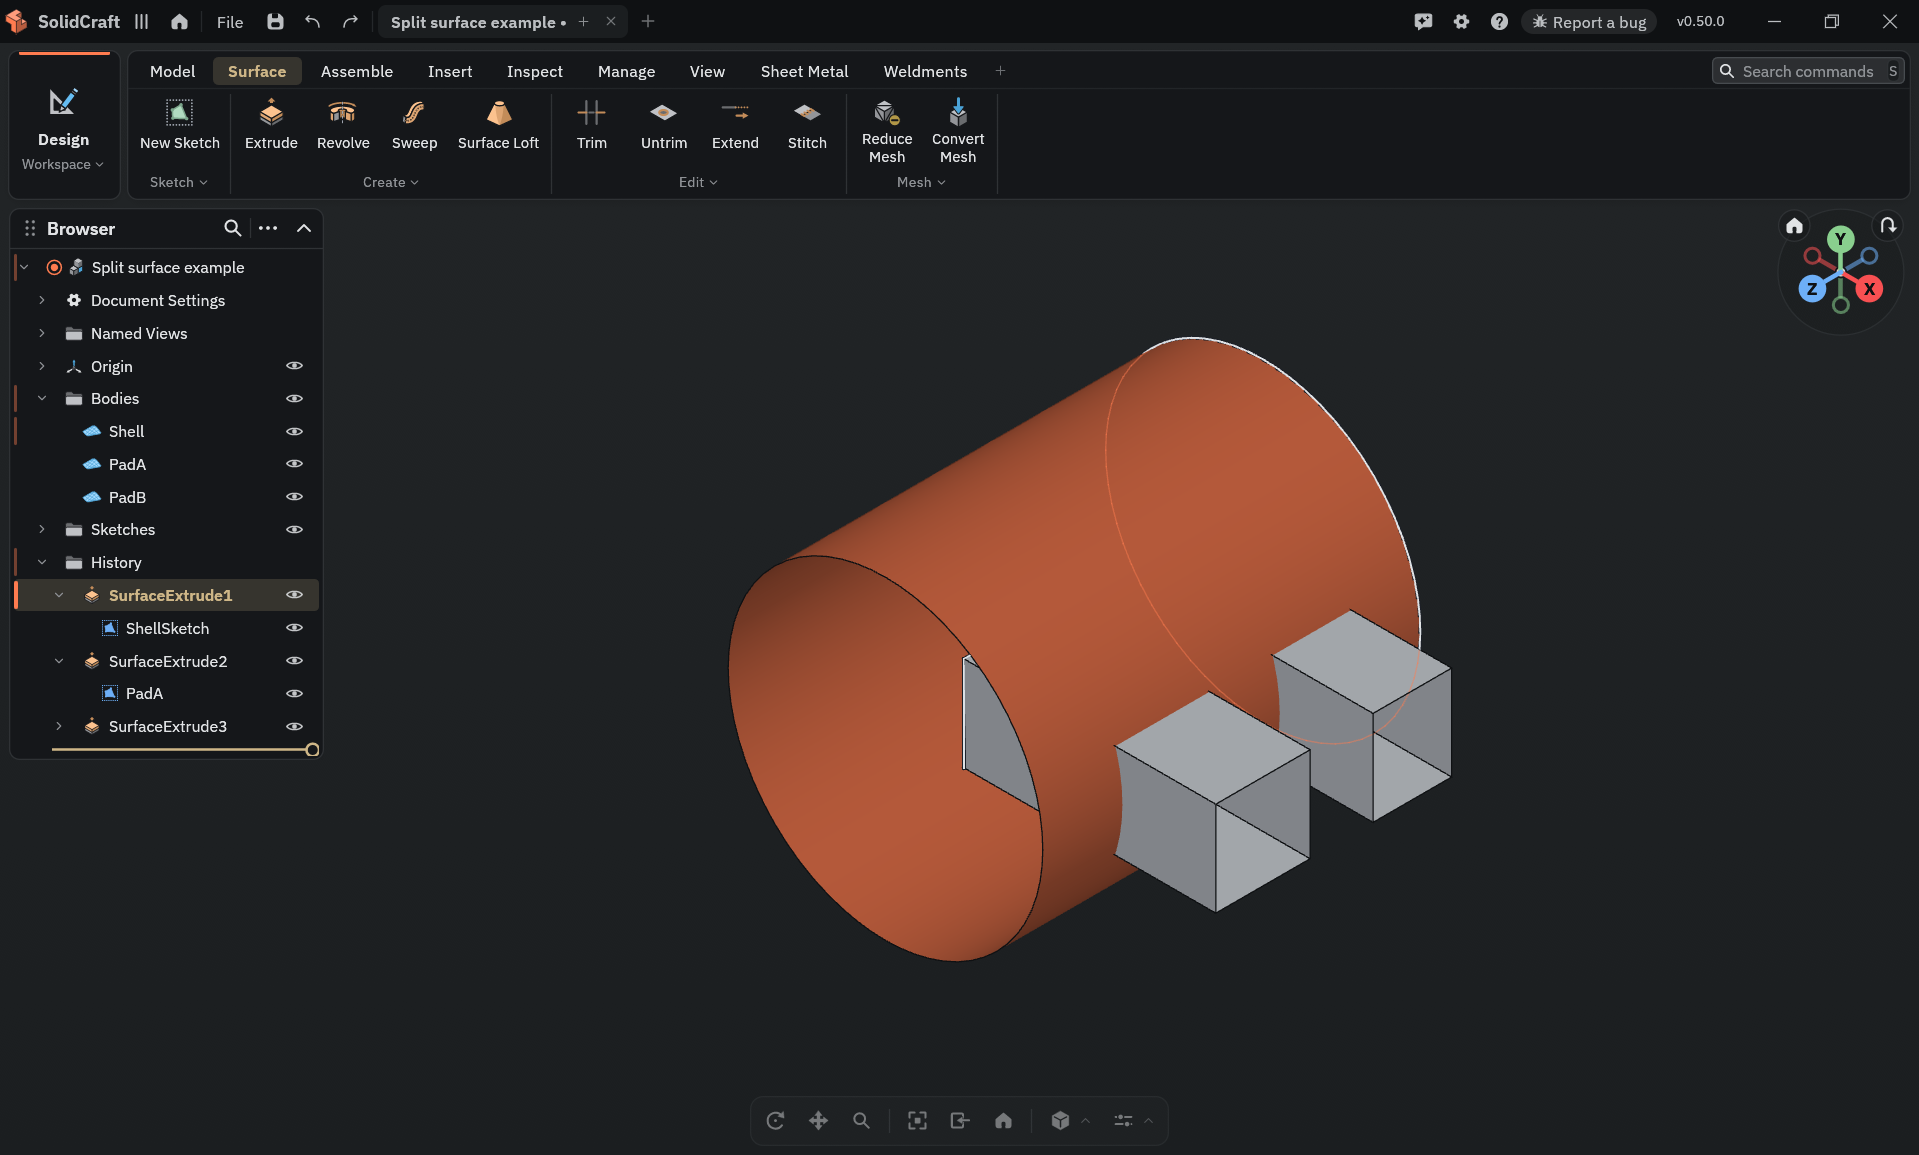 SolidCraft
File
Split surface example •
Report a bug
v0.50.0
Design
Workspace
Model Surface Assemble Insert Inspect Manage View Sheet Metal Weldments
Search commands S
New Sketch
Sketch
Extrude Revolve Sweep Surface Loft
Create
Trim Untrim Extend Stitch
Edit
Reduce Mesh
Convert Mesh
Mesh
Browser
Split surface example
Document Settings
Named Views
Origin
Bodies
Shell
PadA
PadB
Sketches
History
SurfaceExtrude1
ShellSketch
SurfaceExtrude2
PadA
SurfaceExtrude3
Y
Z
X